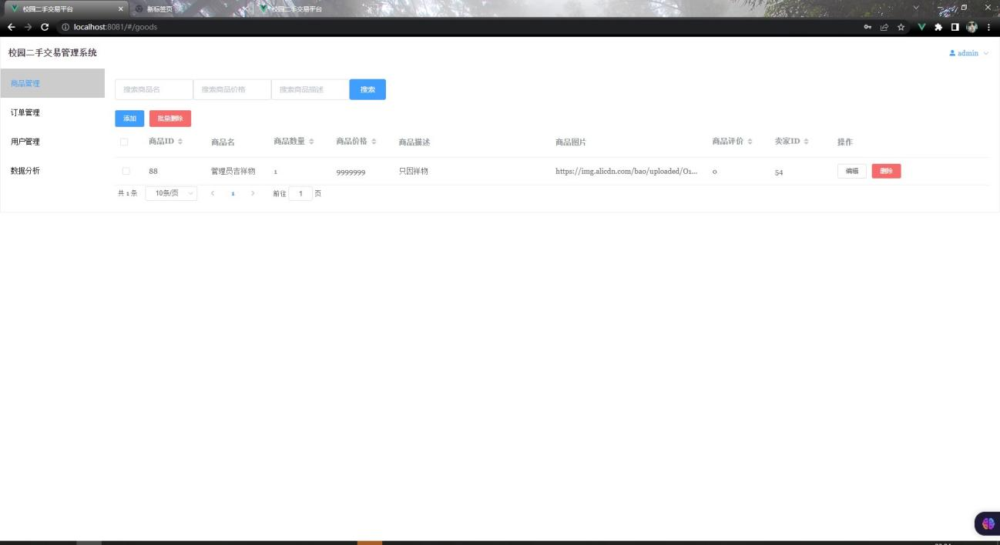 校园二手交易平台
新标签页
校园二手交易平台
localhost:8081/#/goods
校园二手交易管理系统
admin
商品管理
订单管理
用户管理
数据分析
搜索商品名 搜索商品价格 搜索商品描述 搜索
添加 批量删除
商品ID 商品名 商品数量 商品价格 商品描述 商品图片 商品评价 卖家ID 操作
88 管理员吉祥物 1 9999999 只因祥物 https://img.alicdn.com/bao/uploaded/O1... 0 54 编辑 删除
共 1 条 10条/页 1 前往 1 页